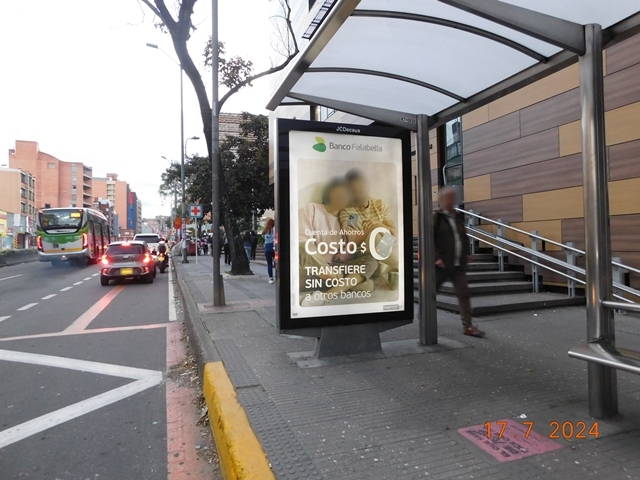 JCDecaux
Banco Falabella
Cuenta de Ahorros
Costo $0
TRANSFIERE
SIN COSTO
a otros bancos
17 7 2024